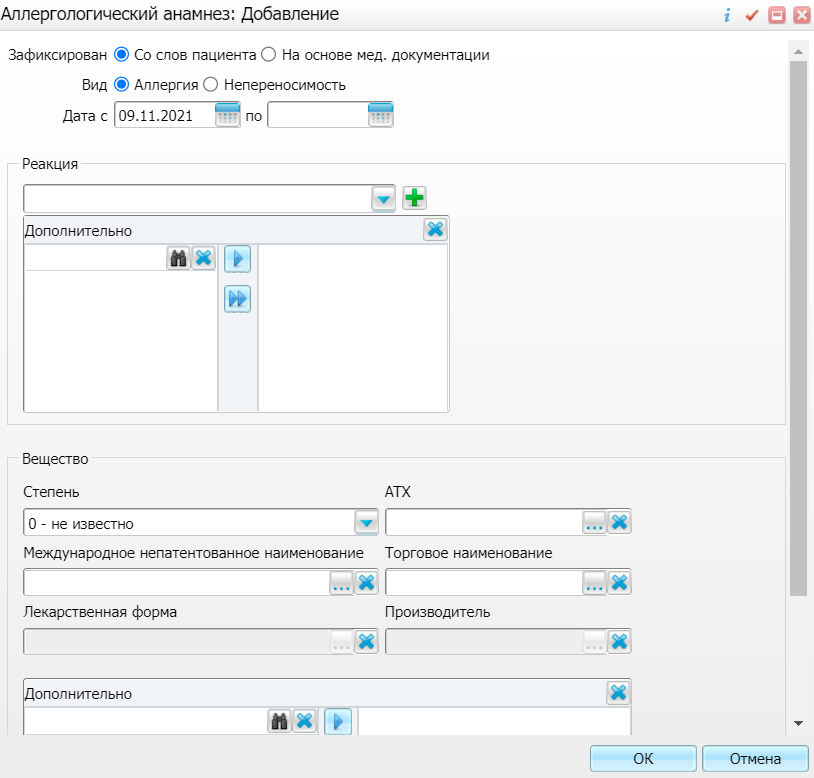 Аллергологический анамнез: Добавление
Зафиксирован Со слов пациента На основе мед. документации
Вид Аллергия Непереносимость
Дата с 09.11.2021 по
Реакция
Дополнительно
Вещество
Степень АТХ
0 - не известно
Международное непатентованное наименование Торговое наименование
Лекарственная форма Производитель
Дополнительно
ОК Отмена